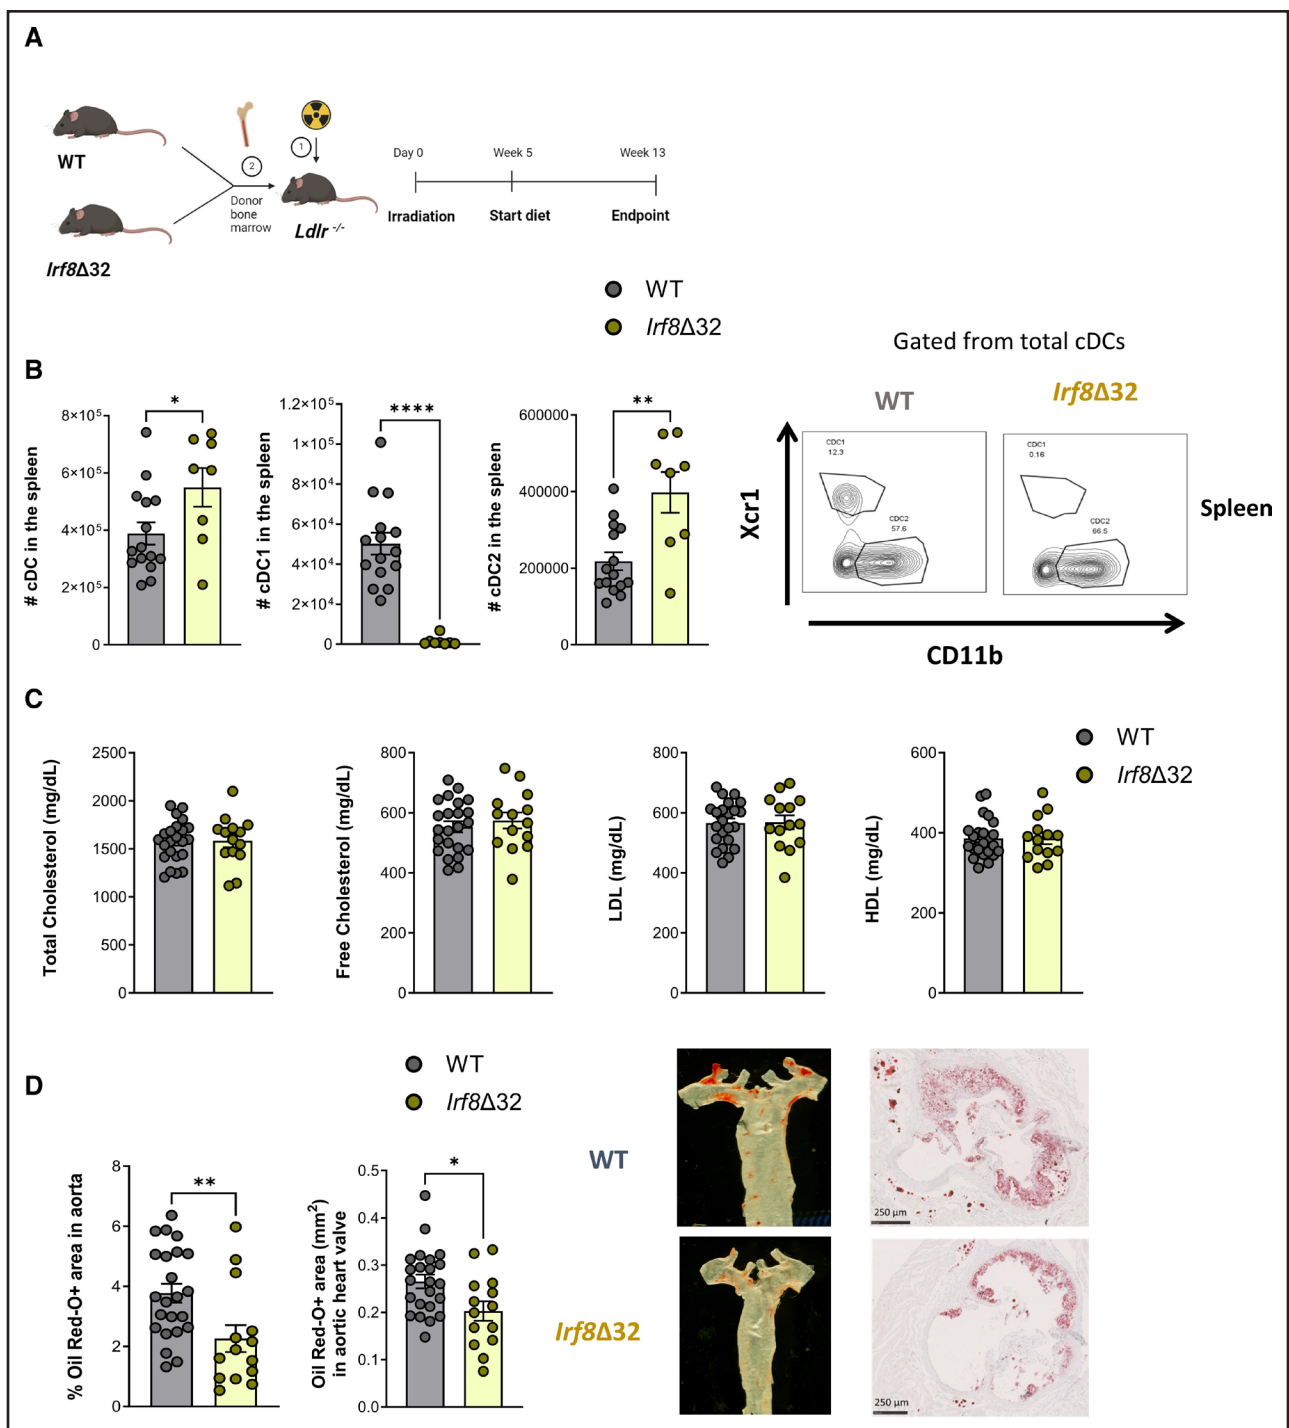 A
WT
Irf8Δ32
2
Donor
bone
marrow
1
Ldlr -/-
Day 0
Week 5
Week 13
Irradiation
Start diet
Endpoint
WT
Irf8Δ32
B
# cDC in the spleen
8×10⁵
6×10⁵
4×10⁵
2×10⁵
0
*
# cDC1 in the spleen
1.2×10⁵
1×10⁵
8×10⁴
6×10⁴
4×10⁴
2×10⁴
0
****
# cDC2 in the spleen
600000
400000
200000
0
**
Gated from total cDCs
WT
Irf8Δ32
CDC1
12.3
CDC2
57.6
CDC1
0.16
CDC2
66.5
Xcr1
CD11b
Spleen
C
Total Cholesterol (mg/dL)
2500
2000
1500
1000
500
0
Free Cholesterol (mg/dL)
800
600
400
200
0
LDL (mg/dL)
800
600
400
200
0
HDL (mg/dL)
600
400
200
0
WT
Irf8Δ32
D
WT
Irf8Δ32
% Oil Red-O+ area in aorta
8
6
4
2
0
**
Oil Red-O+ area (mm²)
in aortic heart valve
0.5
0.4
0.3
0.2
0.1
0.0
*
WT
Irf8Δ32
250 µm
250 µm